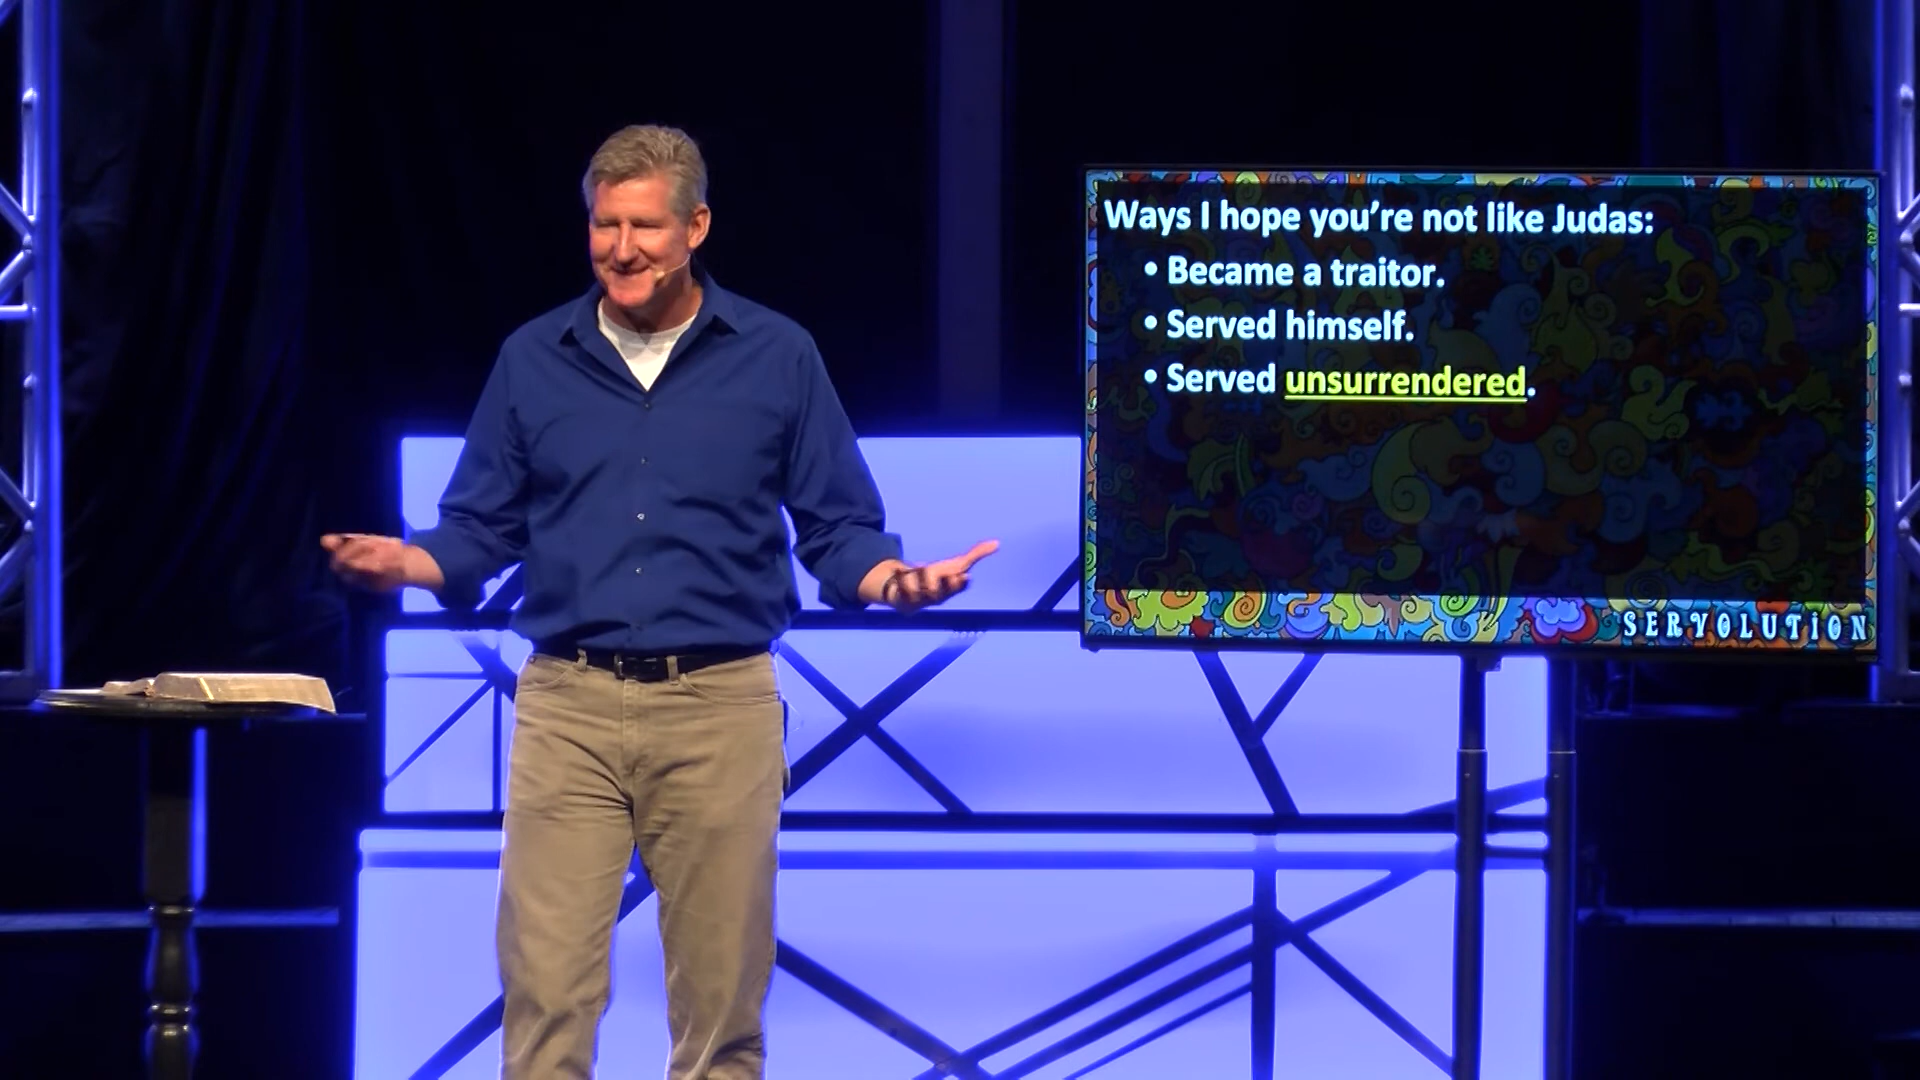 Ways I hope you're not like Judas:
• Became a traitor.
• Served himself.
• Served unsurrendered.
SERVOLUTiON